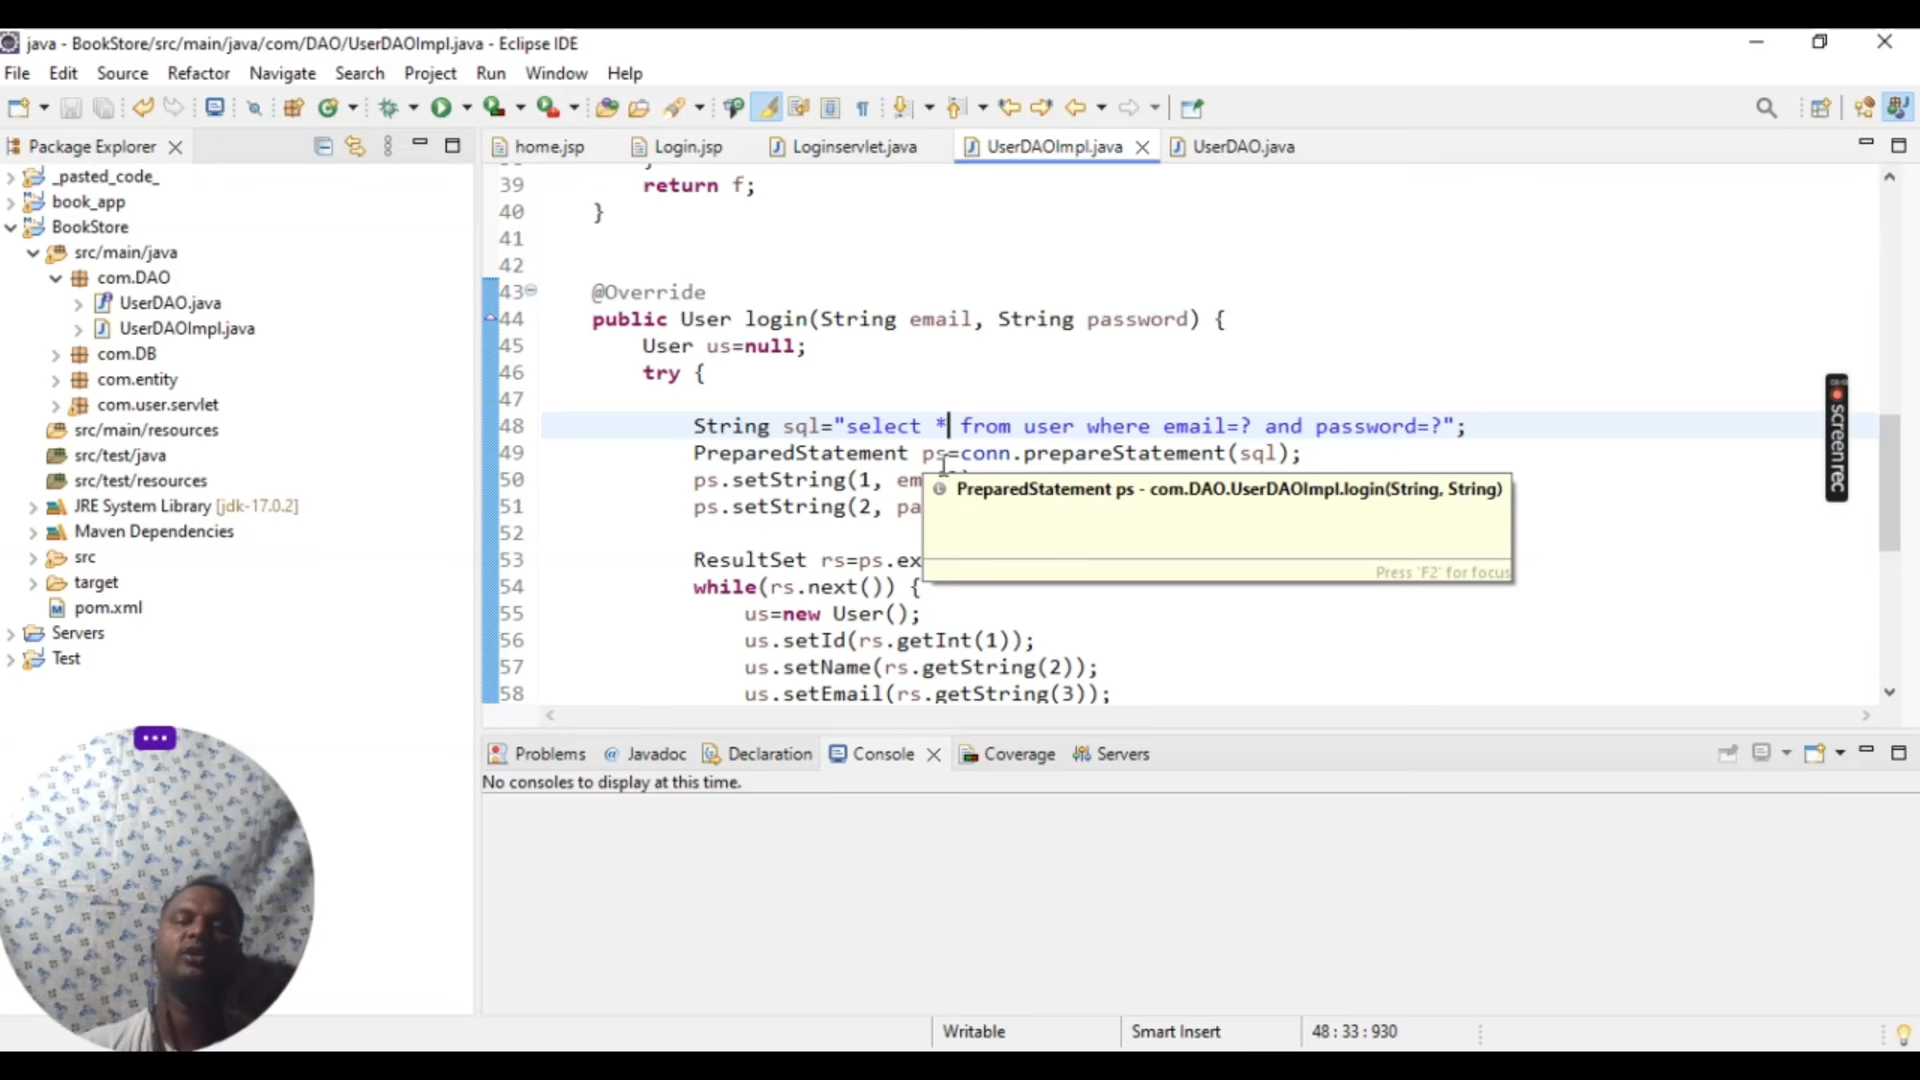 java - BookStore/src/main/java/com/DAO/UserDAOImpl.java - Eclipse IDE
File Edit Source Refactor Navigate Search Project Run Window Help
Package Explorer
home.jsp Login.jsp Loginservlet.java UserDAOImpl.java UserDAO.java
_pasted_code_
book_app
BookStore
src/main/java
com.DAO
UserDAO.java
UserDAOImpl.java
com.DB
com.entity
com.user.servlet
src/main/resources
src/test/java
src/test/resources
JRE System Library [jdk-17.0.2]
Maven Dependencies
src
target
pom.xml
Servers
Test
39 return f;
40 }
41
42
43 @Override
44 public User login(String email, String password) {
45 User us=null;
46 try {
47
48 String sql="select * from user where email=? and password=?";
49 PreparedStatement ps=conn.prepareStatement(sql);
50 ps.setString(1, em
51 ps.setString(2, pa
52
53 ResultSet rs=ps.ex
54 while(rs.next()) {
55 us=new User();
56 us.setId(rs.getInt(1));
57 us.setName(rs.getString(2));
58 us.setEmail(rs.getString(3));
PreparedStatement ps - com.DAO.UserDAOImpl.login(String, String)
Press 'F2' for focus
screenrec
Problems Javadoc Declaration Console Coverage Servers
No consoles to display at this time.
Writable Smart Insert 48 : 33 : 930